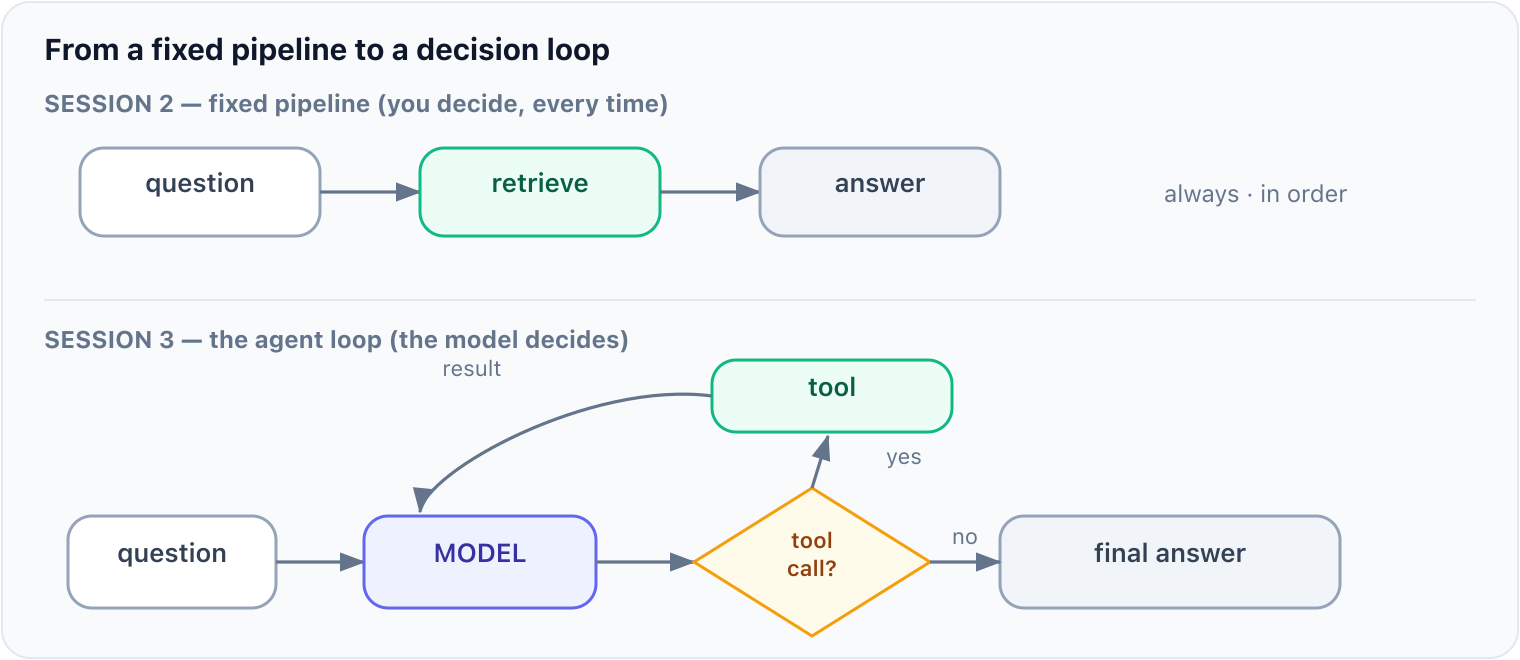 From a fixed pipeline to a decision loop
SESSION 2 — fixed pipeline (you decide, every time)
question
retrieve
answer
always · in order
SESSION 3 — the agent loop (the model decides)
result
tool
yes
question
MODEL
tool
call?
no
final answer